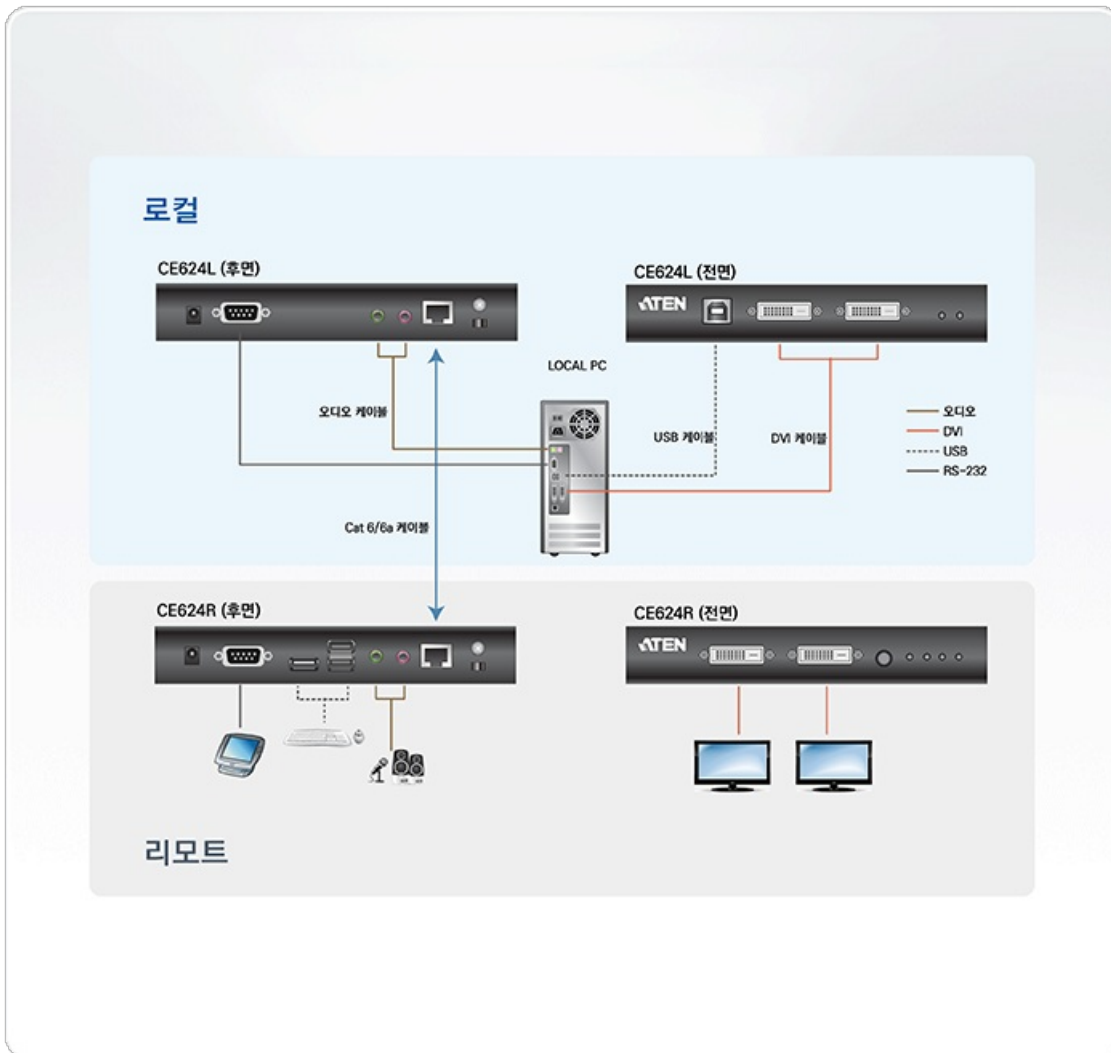 로컬
CE624L (후면)
CE624L (전면)
ATEN
LOCAL PC
오디오 케이블
USB 케이블
DVI 케이블
오디오
DVI
USB
RS-232
Cat 6/6a 케이블
CE624R (후면)
CE624R (전면)
ATEN
리모트